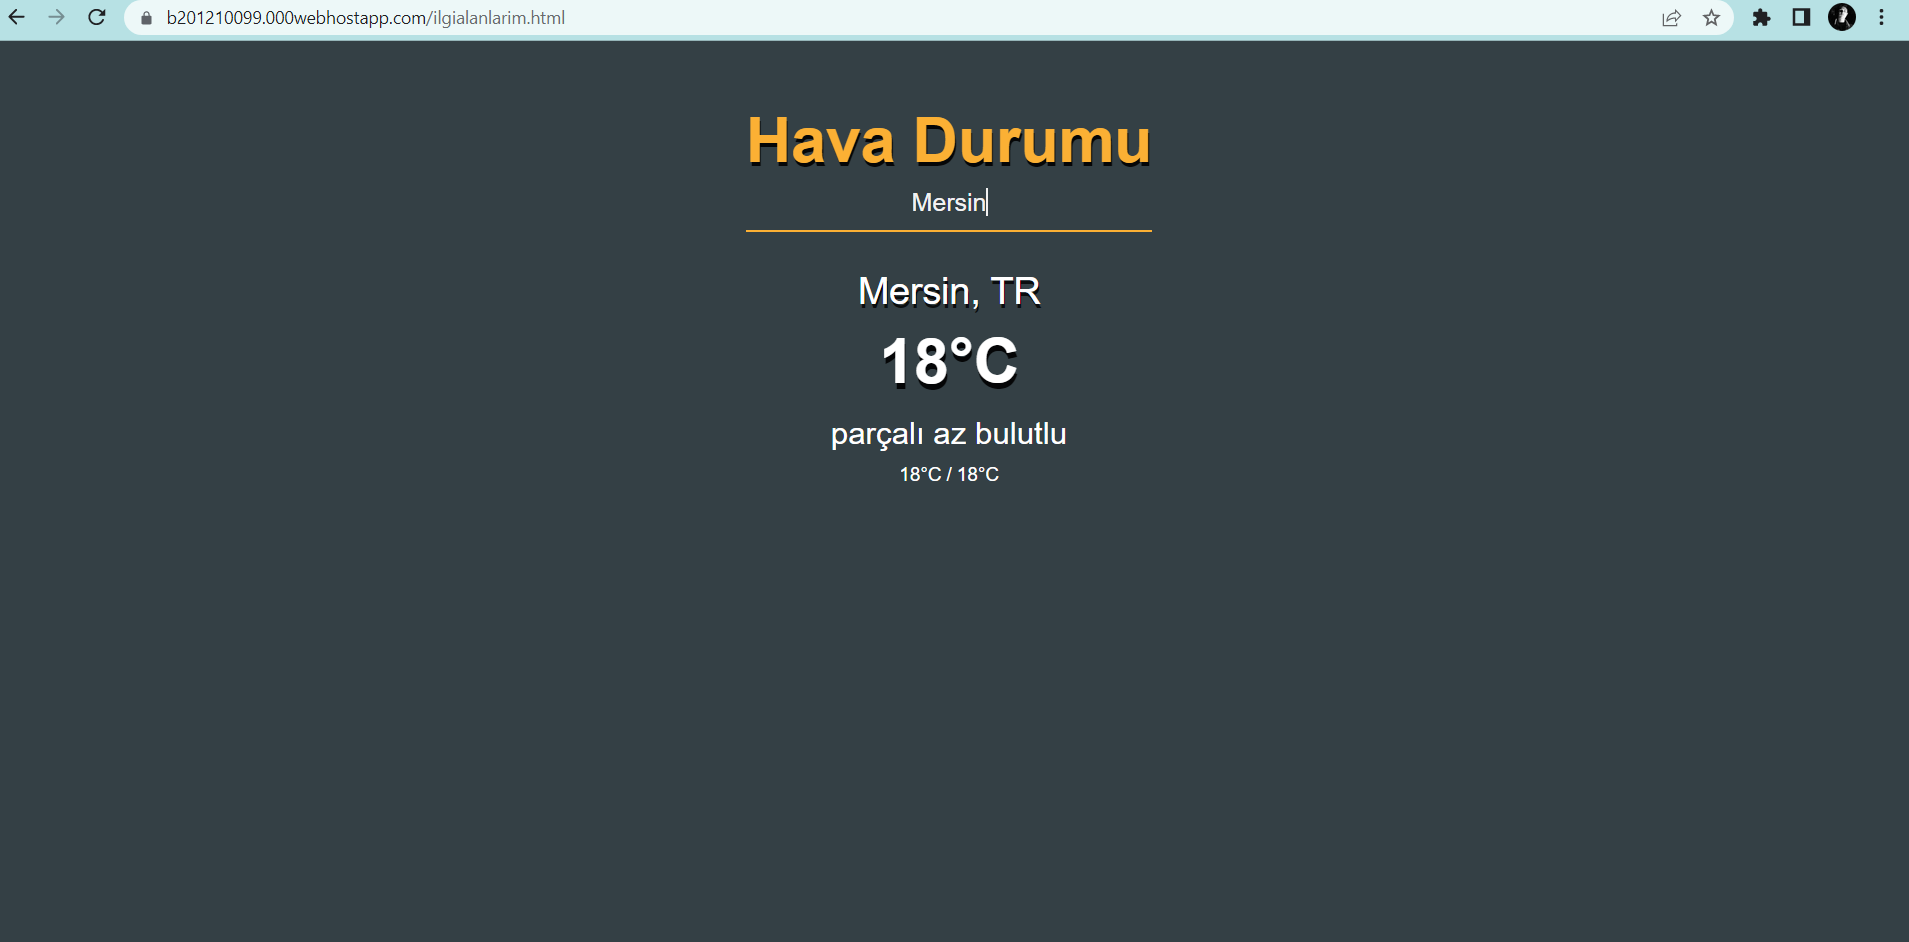 b201210099.000webhostapp.com/ilgialanlarim.html
Hava Durumu
Mersin
Mersin, TR
18°C
parçalı az bulutlu
18°C / 18°C